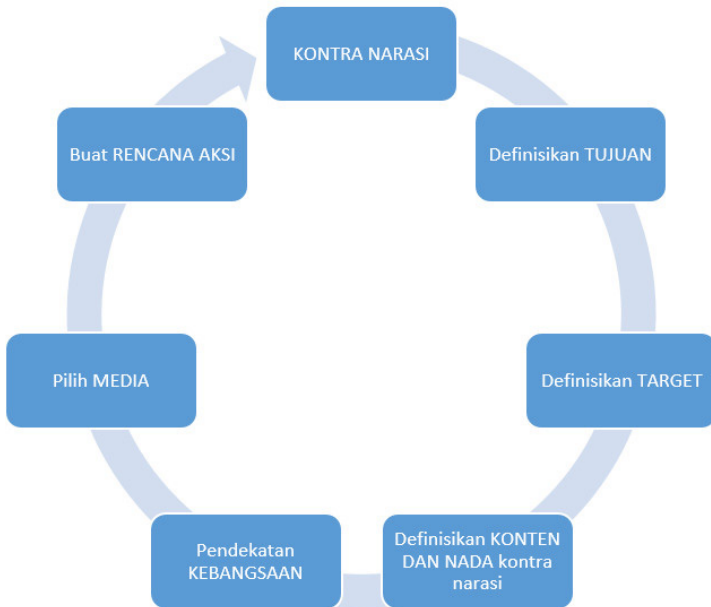 KONTRA NARASI
Definisikan TUJUAN
Definisikan TARGET
Definisikan KONTEN
DAN NADA kontra
narasi
Pendekatan
KEBANGSAAN
Pilih MEDIA
Buat RENCANA AKSI